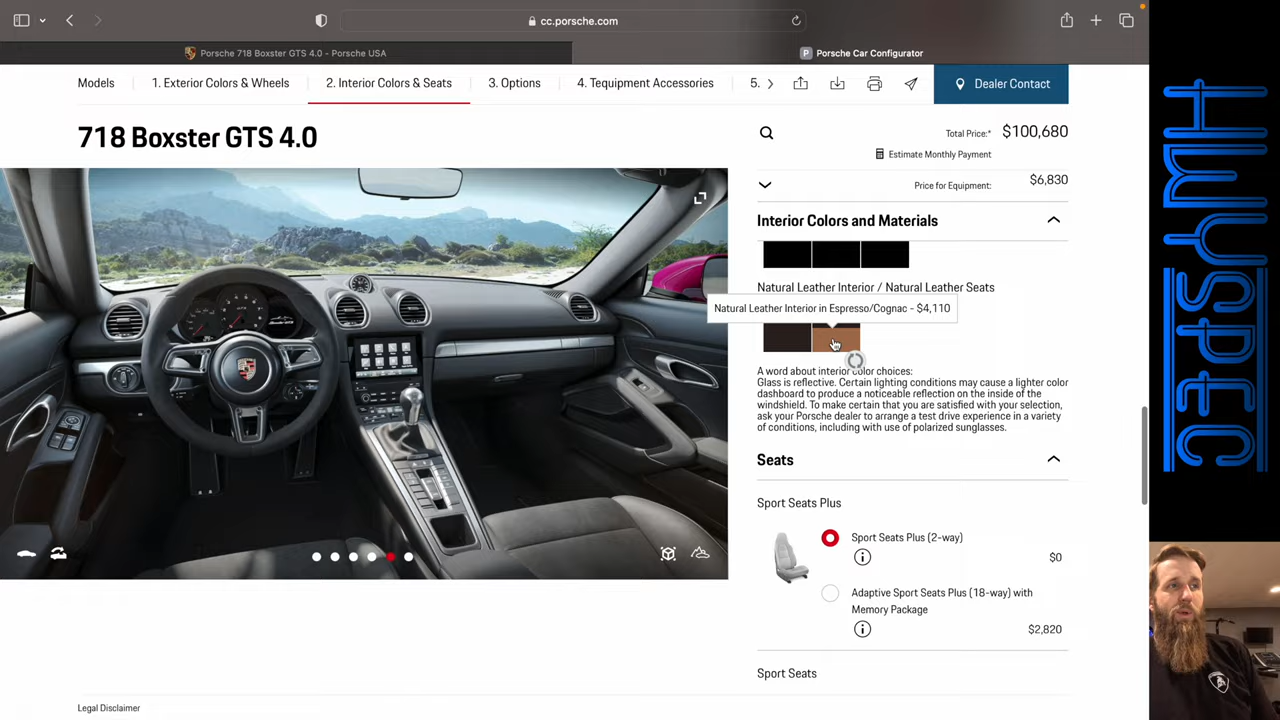 cc.porsche.com
Porsche 718 Boxster GTS 4.0 - Porsche USA
P Porsche Car Configurator
Models
1. Exterior Colors & Wheels
2. Interior Colors & Seats
3. Options
4. Tequipment Accessories
5.
Dealer Contact
718 Boxster GTS 4.0
Total Price:* $100,680
Estimate Monthly Payment
Price for Equipment: $6,830
Interior Colors and Materials
Natural Leather Interior / Natural Leather Seats
Natural Leather Interior in Espresso/Cognac - $4,110
A word about interior color choices:
Glass is reflective. Certain lighting conditions may cause a lighter color
dashboard to produce a noticeable reflection on the inside of the
windshield. To make certain that you are satisfied with your selection,
ask your Porsche dealer to arrange a test drive experience in a variety
of conditions, including with use of polarized sunglasses.
Seats
Sport Seats Plus
Sport Seats Plus (2-way)
$0
Adaptive Sport Seats Plus (18-way) with
Memory Package
$2,820
Sport Seats
Legal Disclaimer
HWYSPEC